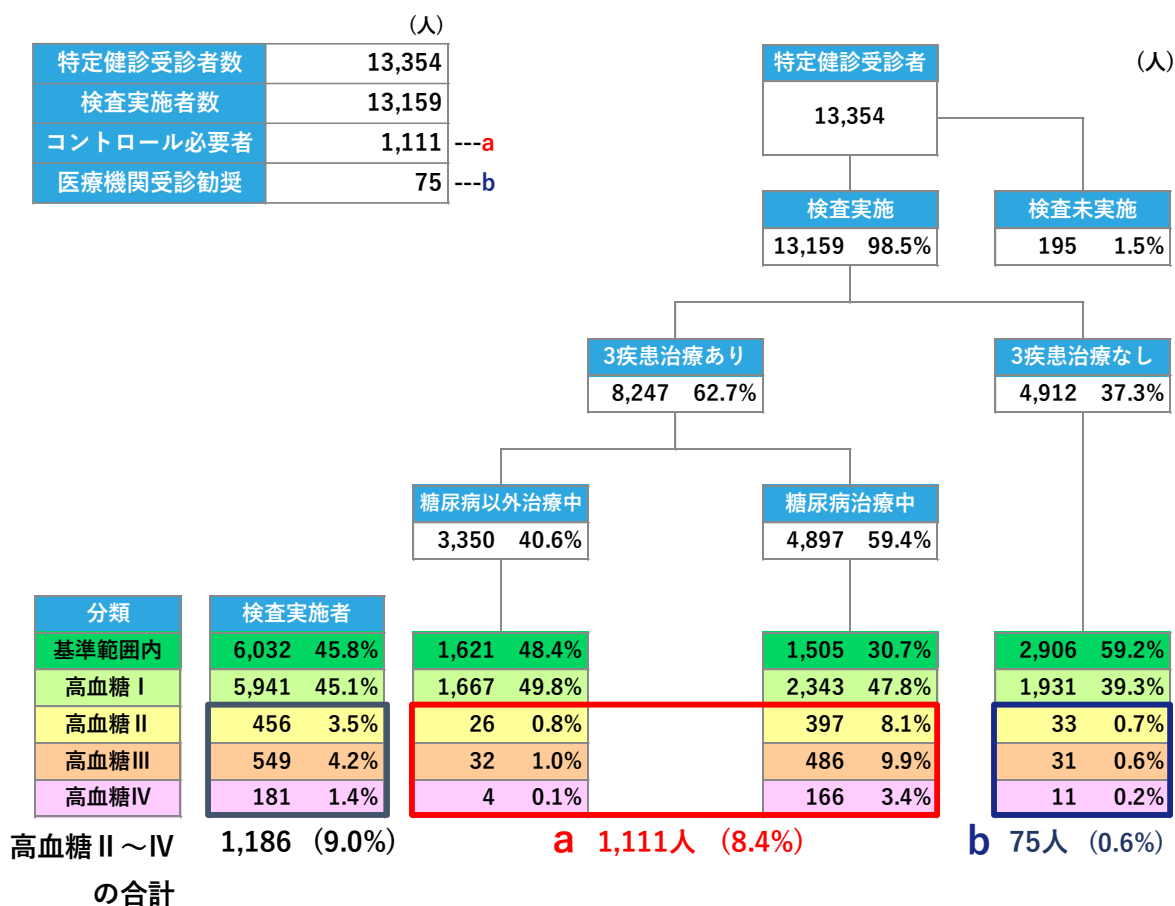 (人)
特定健診受診者数 13,354
検査実施者数 13,159
コントロール必要者 1,111 ---a
医療機関受診勧奨 75 ---b
(人)
特定健診受診者
13,354
検査実施 検査未実施
13,159 98.5% 195 1.5%
3疾患治療あり 3疾患治療なし
8,247 62.7% 4,912 37.3%
糖尿病以外治療中 糖尿病治療中
3,350 40.6% 4,897 59.4%
分類 検査実施者
基準範囲内 6,032 45.8% 1,621 48.4% 1,505 30.7% 2,906 59.2%
高血糖Ⅰ 5,941 45.1% 1,667 49.8% 2,343 47.8% 1,931 39.3%
高血糖Ⅱ 456 3.5% 26 0.8% 397 8.1% 33 0.7%
高血糖Ⅲ 549 4.2% 32 1.0% 486 9.9% 31 0.6%
高血糖Ⅳ 181 1.4% 4 0.1% 166 3.4% 11 0.2%
高血糖Ⅱ～Ⅳ 1,186 (9.0%) a 1,111人 (8.4%) b 75人 (0.6%)
の合計